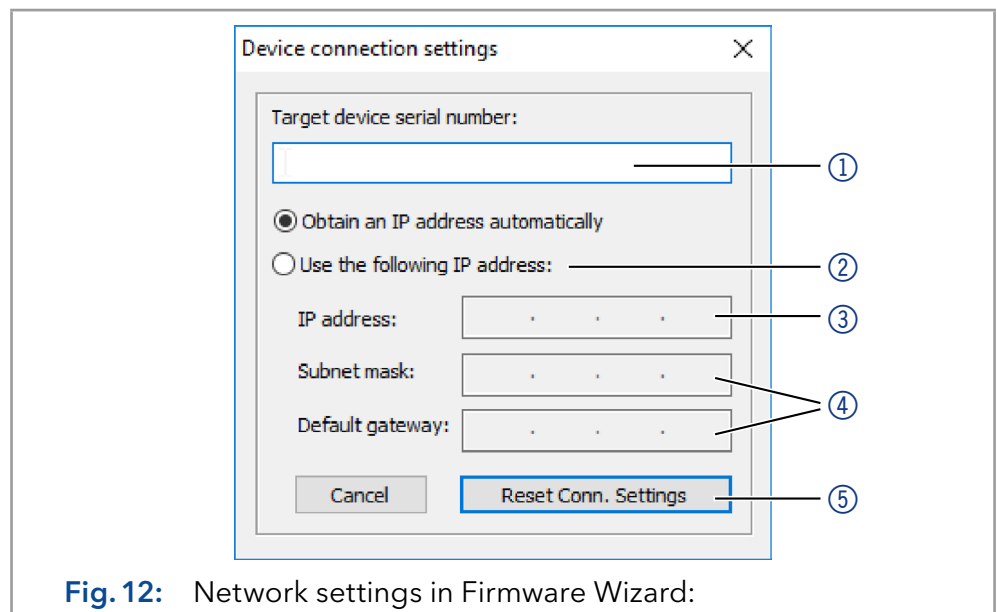 Device connection settings
Target device serial number:
①
Obtain an IP address automatically
Use the following IP address: ②
IP address: . . . ③
Subnet mask: . . .
④
Default gateway: . . .
Cancel Reset Conn. Settings ⑤
Fig. 12: Network settings in Firmware Wizard: